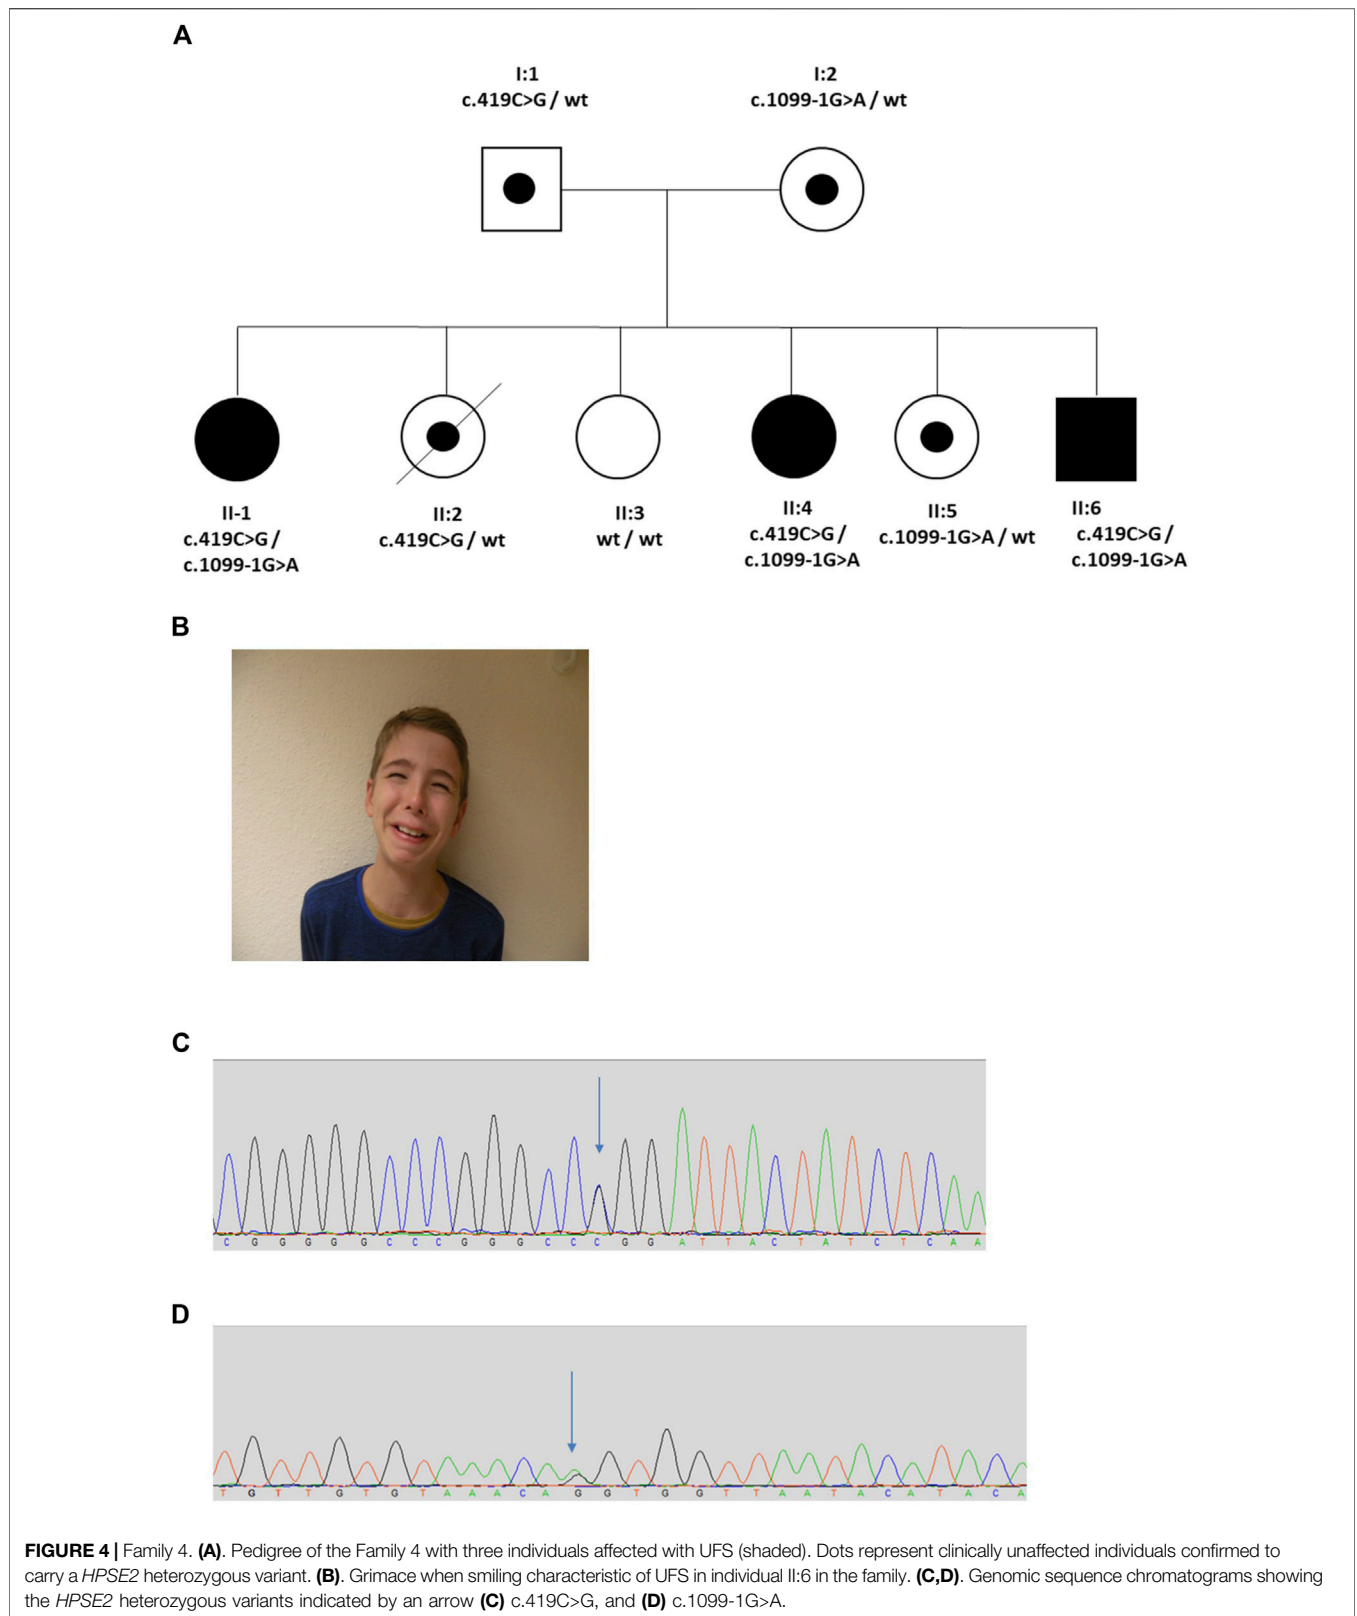 A
I:1
c.419C>G / wt
I:2
c.1099-1G>A / wt
II-1
c.419C>G /
c.1099-1G>A
II:2
c.419C>G / wt
II:3
wt / wt
II:4
c.419C>G /
c.1099-1G>A
II:5
c.1099-1G>A / wt
II:6
c.419C>G /
c.1099-1G>A
B
C
C G G G G G C C C G G G C C C G G A T T A C T A T C T C A A
D
T G T T G T G T A A A C A G G T G G T T A A T A C A T A C A
FIGURE 4 | Family 4. (A). Pedigree of the Family 4 with three individuals affected with UFS (shaded). Dots represent clinically unaffected individuals confirmed to
carry a HPSE2 heterozygous variant. (B). Grimace when smiling characteristic of UFS in individual II:6 in the family. (C,D). Genomic sequence chromatograms showing
the HPSE2 heterozygous variants indicated by an arrow (C) c.419C>G, and (D) c.1099-1G>A.